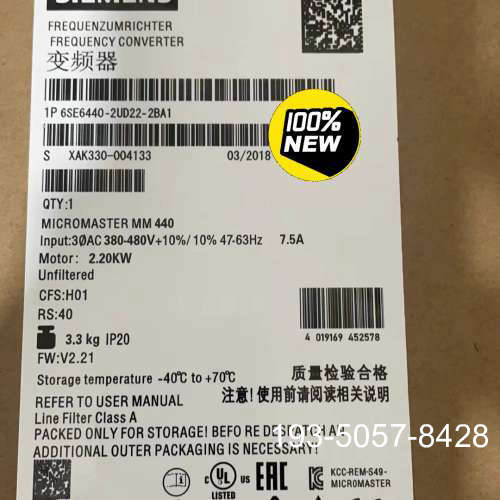 SIEMENS
FREQUENZUMRICHTER
FREQUENCY CONVERTER
变频器
1P 6SE6440-2UD22-2BA1
100%
NEW
S XAK330-004133 03/2018
QTY:1
MICROMASTER MM 440
Input:3ØAC 380-480V+10%/ 10% 47-63Hz 7.5A
Motor: 2.20KW
Unfiltered
CFS:H01
RS:40
4 019169 452578
3.3 kg IP20
FW:V2.21
质量检验合格
Storage temperature -40℃ to +70℃
注意!使用前请阅读相关说明
REFER TO USER MANUAL
Line Filter Class A
PACKED ONLY FOR STORAGE! BEFO RE DESPATCH AN
ADDITIONAL OUTER PACKAGING IS NECESSARY!
193-5057-8428
C UL US
LISTED
EAC
KCC-REM-S49-
MICROMASTER